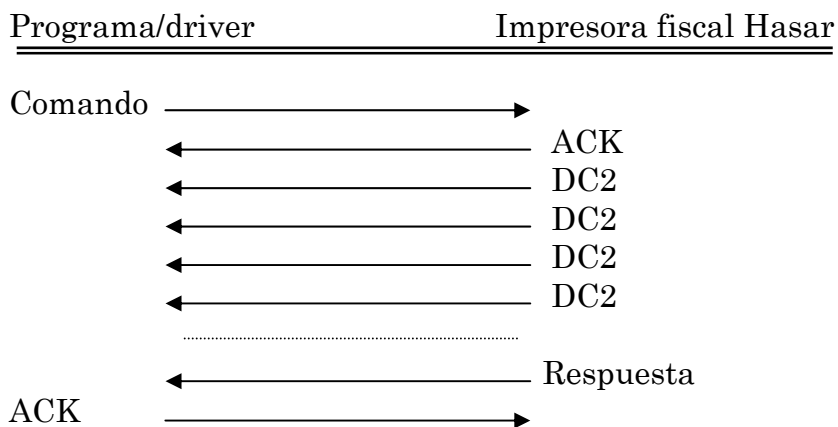 Programa/driver Impresora fiscal Hasar
Comando
ACK
DC2
DC2
DC2
DC2
Respuesta
ACK